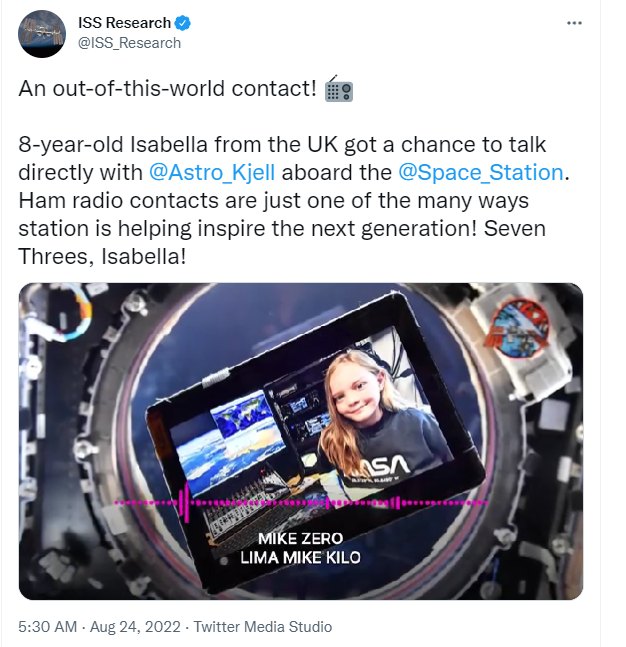 ISS Research
@ISS_Research
An out-of-this-world contact!
8-year-old Isabella from the UK got a chance to talk
directly with @Astro_Kjell aboard the @Space_Station.
Ham radio contacts are just one of the many ways
station is helping inspire the next generation! Seven
Threes, Isabella!
MIKE ZERO
LIMA MIKE KILO
5:30 AM · Aug 24, 2022 · Twitter Media Studio